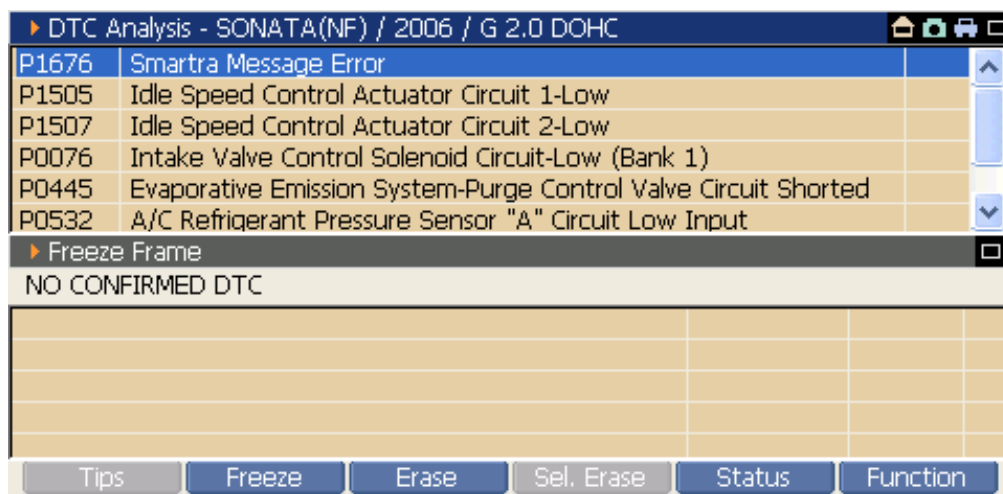 DTC Analysis - SONATA(NF) / 2006 / G 2.0 DOHC
P1676 Smartra Message Error
P1505 Idle Speed Control Actuator Circuit 1-Low
P1507 Idle Speed Control Actuator Circuit 2-Low
P0076 Intake Valve Control Solenoid Circuit-Low (Bank 1)
P0445 Evaporative Emission System-Purge Control Valve Circuit Shorted
P0532 A/C Refrigerant Pressure Sensor "A" Circuit Low Input
Freeze Frame
NO CONFIRMED DTC
Tips Freeze Erase Sel. Erase Status Function